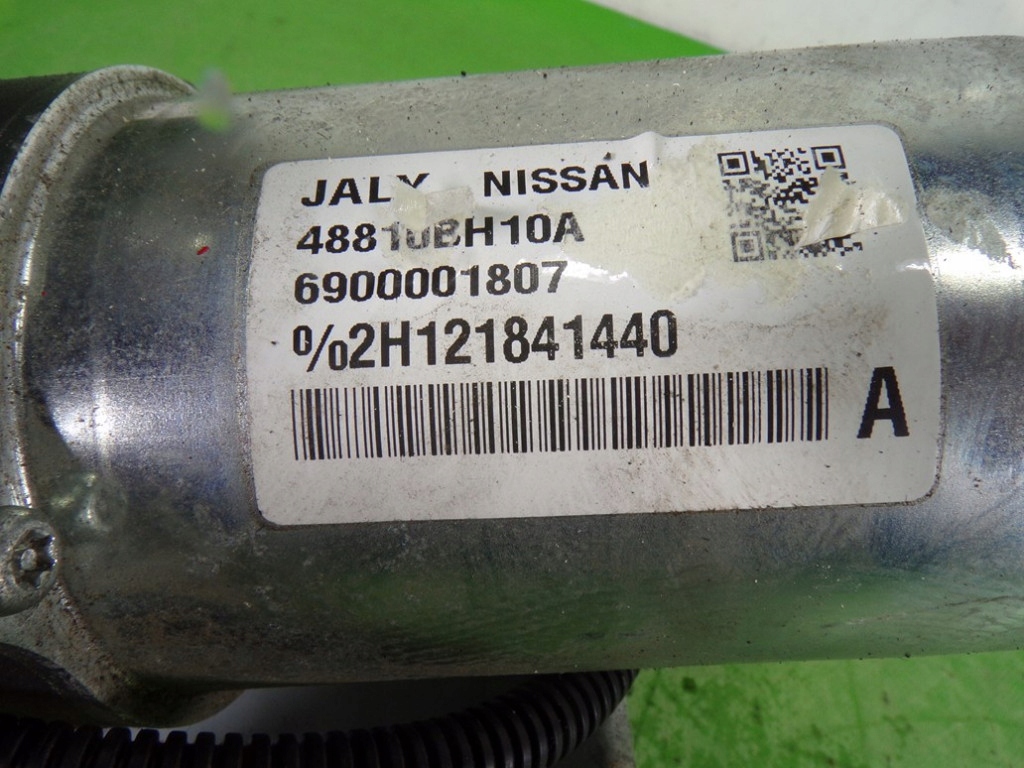 JALY NISSAN
48810BH10A
6900001807
%2H121841440
A